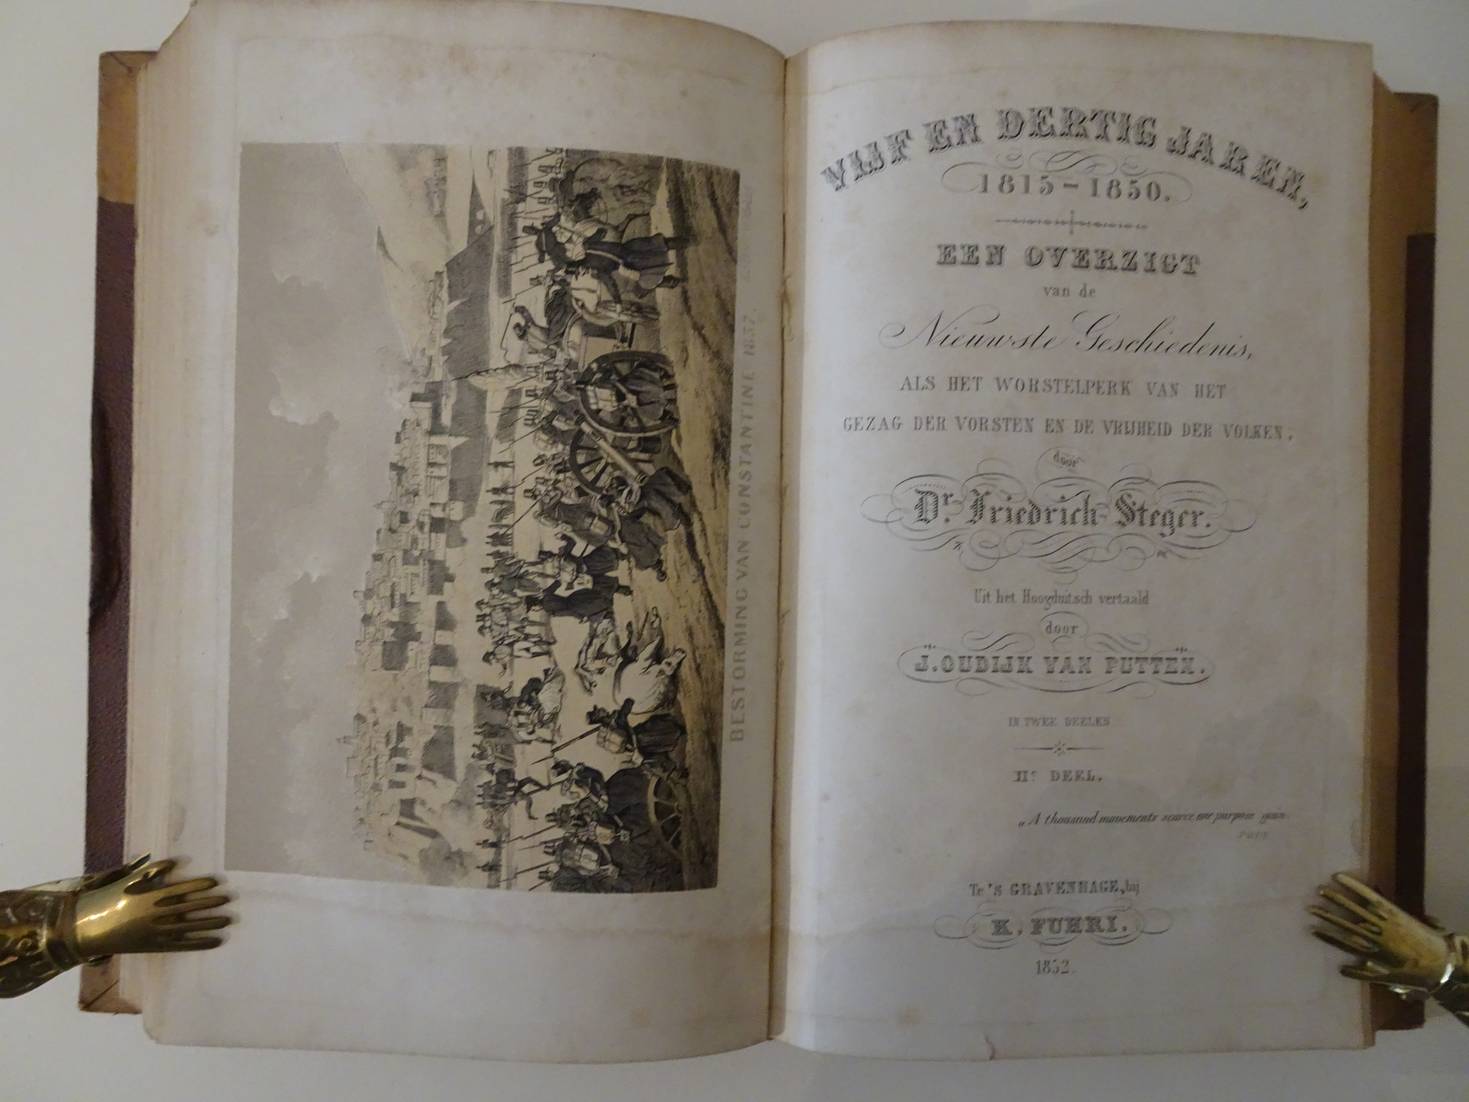 BESTORMING VAN CONSTANTINE 1837.
VIJF EN DERTIG JAREN,
1815-1850.
EEN OVERZIGT
van de
Nieuwste Geschiedenis,
ALS HET WORSTELPERK VAN HET
GEZAG DER VORSTEN EN DE VRIJHEID DER VOLKEN.
door
Dr. Friedrich Steger.
Uit het Hoogduitsch vertaald
door
J. OUDIJK VAN PUTTEN.
IN TWEE DEELEN
IIe DEEL.
„A thousand movements scarce one purpose gain
POPE
Te 's GRAVENHAGE, bij
K. FUHRI.
1852.